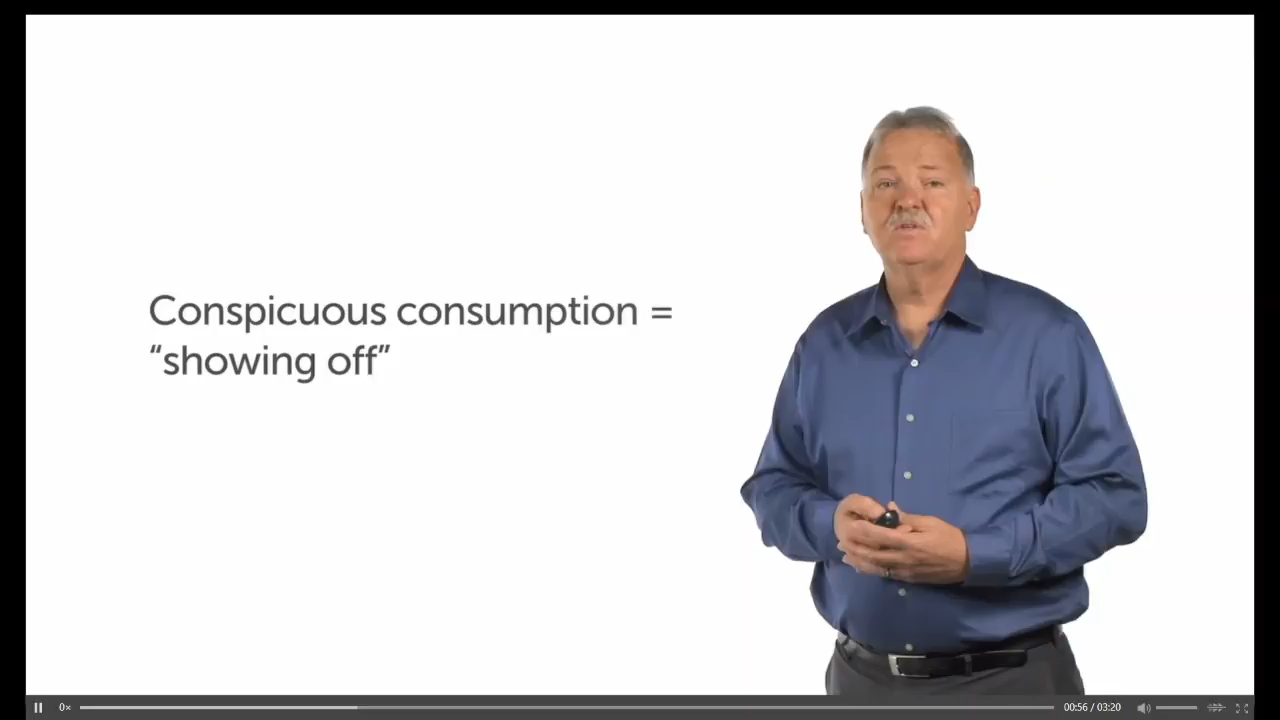 Conspicuous consumption =
“showing off”
0×
00:56 / 03:20